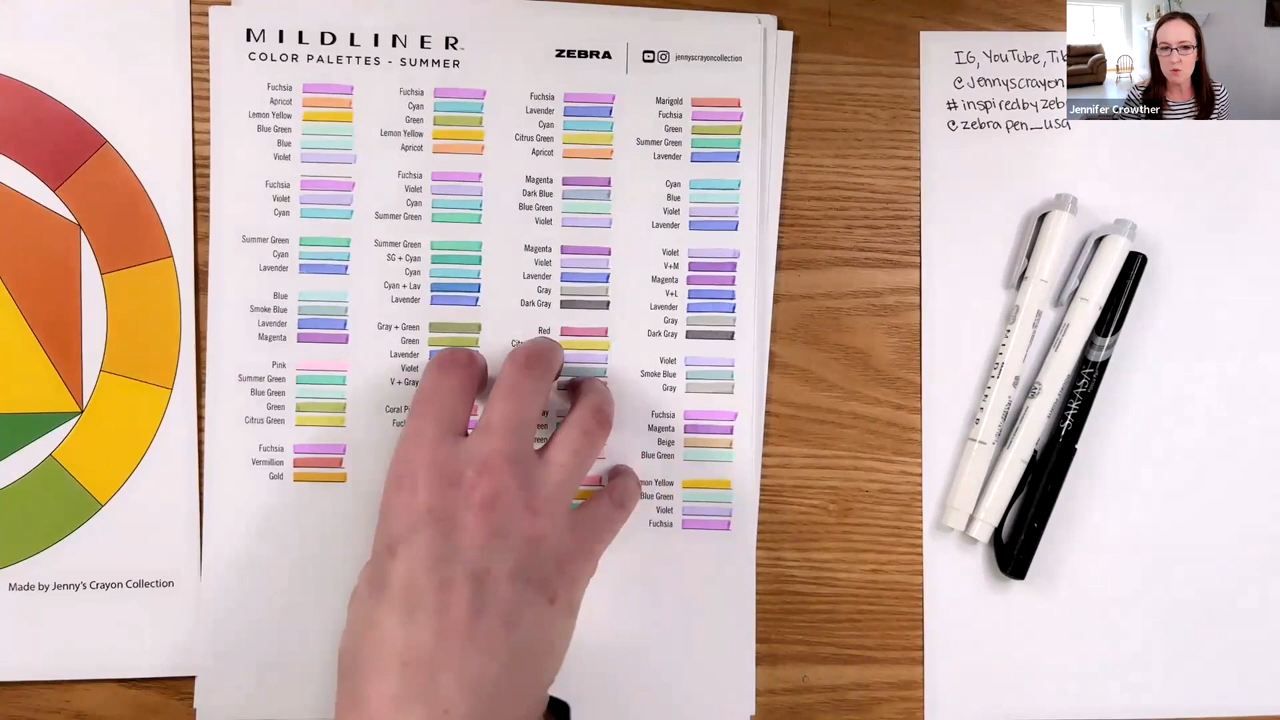 MILDLINER™
COLOR PALETTES - SUMMER
ZEBRA
jennyscrayoncollection
Fuchsia
Apricot
Lemon Yellow
Blue Green
Blue
Violet
Fuchsia
Violet
Cyan
Summer Green
Cyan
Lavender
Blue
Smoke Blue
Lavender
Magenta
Pink
Summer Green
Blue Green
Green
Citrus Green
Fuchsia
Vermillion
Gold
Fuchsia
Cyan
Green
Lemon Yellow
Apricot
Fuchsia
Violet
Cyan
Summer Green
Summer Green
SG + Cyan
Cyan
Cyan + Lav
Lavender
Gray + Green
Green
Lavender
Violet
V + Gray
Coral
Fuchsia
Lavender
Cyan
Citrus Green
Apricot
Magenta
Dark Blue
Blue Green
Violet
Magenta
Violet
Lavender
Gray
Dark Gray
Red
Marigold
Fuchsia
Green
Summer Green
Lavender
Cyan
Blue
Violet
Lavender
Violet
V+M
Magenta
V+L
Lavender
Gray
Dark Gray
Violet
Smoke Blue
Gray
Fuchsia
Magenta
Beige
Blue Green
Yellow
Blue Green
Violet
Fuchsia
Made by Jenny's Crayon Collection
IG, YouTube,
@Jennyscrayon
#inspiredbyzeb
@zebrapen_usa
Jennifer Crowther
SARASA
MILDLINER